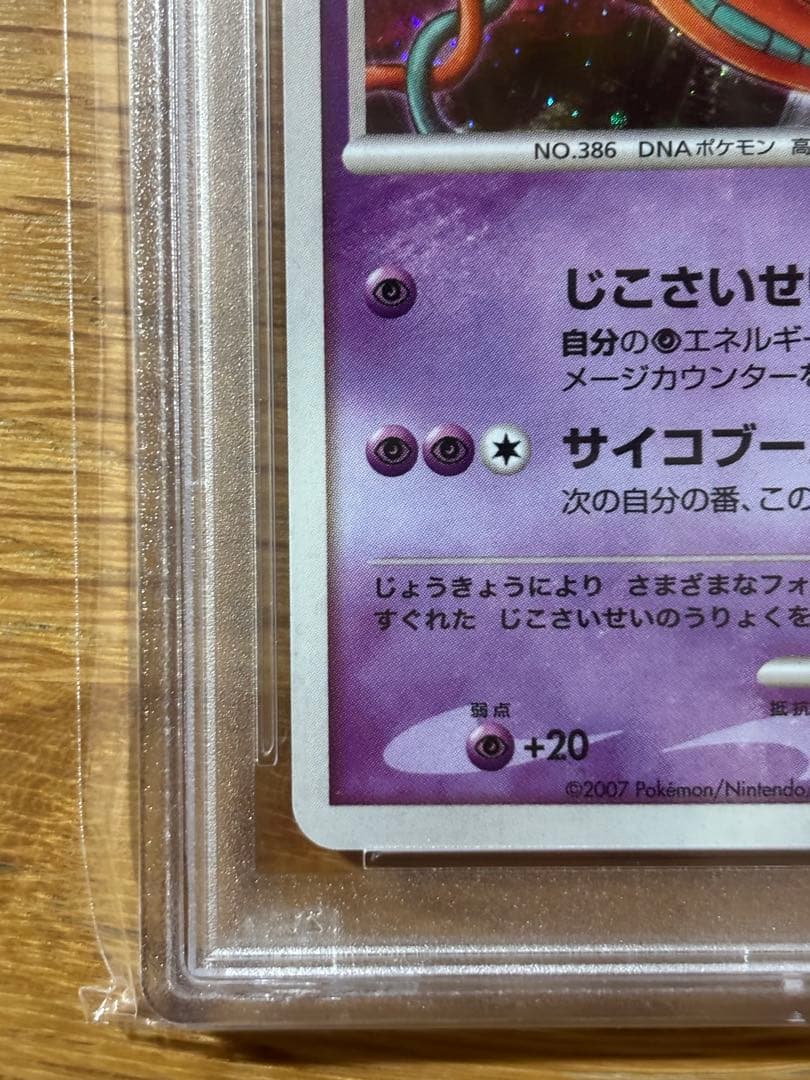 NO.386 DNAポケモン 高
じこさいせ
自分のエネルギー
メージカウンターを
サイコブー
次の自分の番、この
じょうきょうにより さまざまなフォ
すぐれた じこさいせいのうりょくを
弱点
抵抗
+20
©2007 Pokémon/Nintendo/